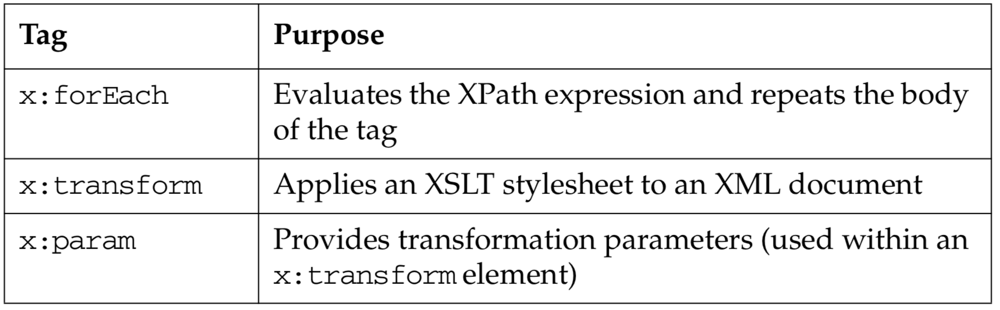 Tag Purpose
x:forEach Evaluates the XPath expression and repeats the body
of the tag
x:transform Applies an XSLT stylesheet to an XML document
x:param Provides transformation parameters (used within an
x:transform element)